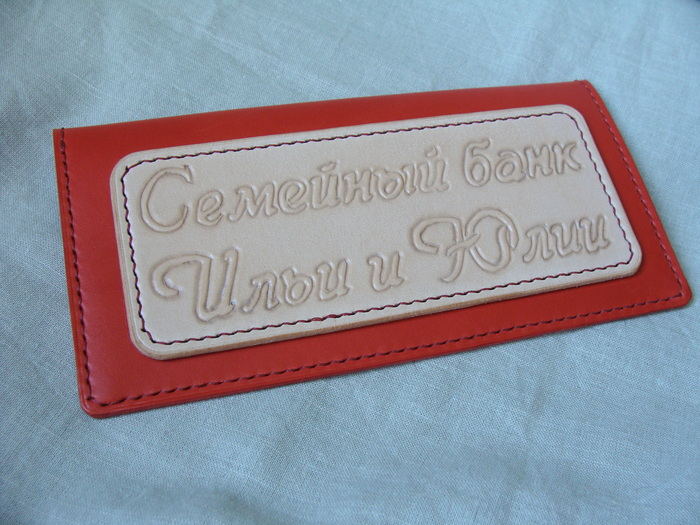 Семейный банк
Ильи и Юлии